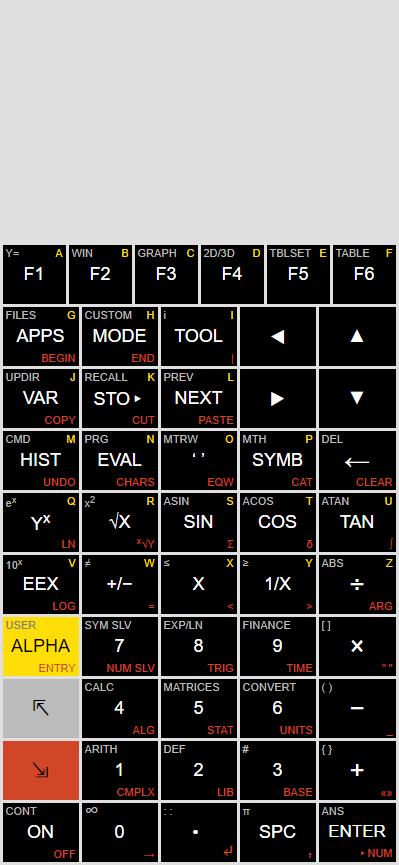 Y= A WIN B GRAPH C 2D/3D D TBLSET E TABLE F
F1 F2 F3 F4 F5 F6
FILES G CUSTOM H i I
APPS MODE TOOL ◀ ▲
BEGIN END |
UPDIR J RECALL K PREV L
VAR STO ▸ NEXT ▶ ▼
COPY CUT PASTE
CMD M PRG N MTRW O MTH P DEL
HIST EVAL ‘ ’ SYMB ←
UNDO CHARS EQW CAT CLEAR
eˣ Q x² R ASIN S ACOS T ATAN U
Yˣ √X SIN COS TAN
LN ˣ√Y Σ δ ∫
10ˣ V ≠ W ≤ X ≥ Y ABS Z
EEX +/− X 1/X ÷
LOG = < > ARG
USER SYM SLV EXP/LN FINANCE [ ]
ALPHA 7 8 9 ×
ENTRY NUM SLV TRIG TIME " "
CALC MATRICES CONVERT ( )
⇱ 4 5 6 −
ALG STAT UNITS _
ARITH DEF # { }
⇲ 1 2 3 +
CMPLX LIB BASE «»
CONT ∞ : : π ANS
ON 0 • SPC ENTER
OFF → ↲ , ▸NUM